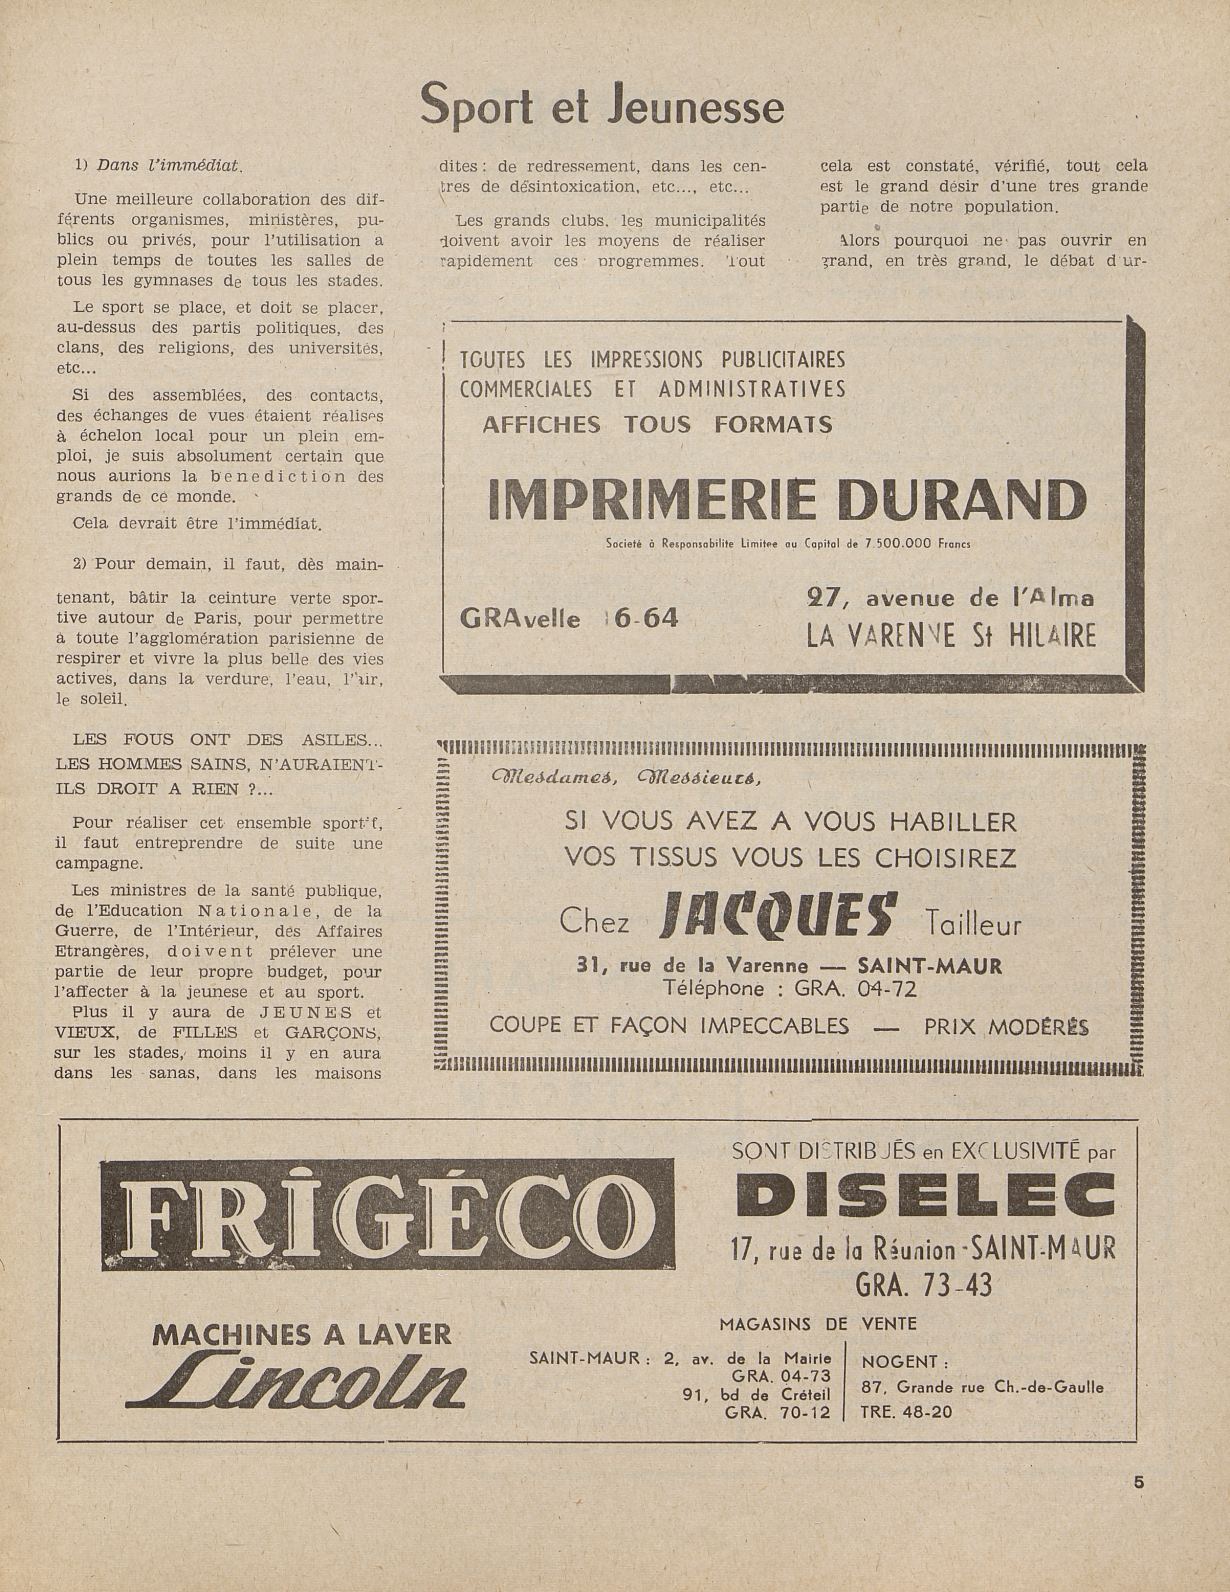 Sport et Jeunesse
1) Dans l'immédiat.
Une meilleure collaboration des dif-
férents organismes, ministères, pu-
blics ou privés, pour l'utilisation a
plein temps de toutes les salles de
tous les gymnases de tous les stades.
Le sport se place, et doit se placer,
au-dessus des partis politiques, des
clans, des religions, des universités,
etc...
Si des assemblées, des contacts,
des échanges de vues étaient réalisés
à échelon local pour un plein em-
ploi, je suis absolument certain que
nous aurions la benediction des
grands de ce monde.
Cela devrait être l'immédiat.
2) Pour demain, il faut, dès main-
tenant, bâtir la ceinture verte spor-
tive autour de Paris, pour permettre
à toute l'agglomération parisienne de
respirer et vivre la plus belle des vies
actives, dans la verdure, l'eau, l'air,
le soleil.
LES FOUS ONT DES ASILES...
LES HOMMES SAINS, N'AURAIENT-
ILS DROIT A RIEN ?...
Pour réaliser cet ensemble sportif,
il faut entreprendre de suite une
campagne.
Les ministres de la santé publique,
de l'Education Nationale, de la
Guerre, de l'Intérieur, des Affaires
Etrangères, doivent prélever une
partie de leur propre budget, pour
l'affecter à la jeunese et au sport.
Plus il y aura de JEUNES et
VIEUX, de FILLES et GARÇONS,
sur les stades, moins il y en aura
dans les sanas, dans les maisons
dites : de redressement, dans les cen-
tres de désintoxication, etc..., etc...
Les grands clubs, les municipalités
doivent avoir les moyens de réaliser
rapidement ces progremmes. Tout
cela est constaté, vérifié, tout cela
est le grand désir d'une tres grande
partie de notre population.
Alors pourquoi ne pas ouvrir en
grand, en très grand, le débat d'ur-
TOUTES LES IMPRESSIONS PUBLICITAIRES
COMMERCIALES ET ADMINISTRATIVES
AFFICHES TOUS FORMATS
IMPRIMERIE DURAND
Societé à Responsabilite Limitee au Capital de 7.500.000 Francs
GRAvelle 6-64
27, avenue de l'Alma
LA VARENNE St HILAIRE
Mesdames, Messieurs,
SI VOUS AVEZ A VOUS HABILLER
VOS TISSUS VOUS LES CHOISIREZ
Chez JACQUES Tailleur
31, rue de la Varenne — SAINT-MAUR
Téléphone : GRA. 04-72
COUPE ET FAÇON IMPECCABLES — PRIX MODÉRÉS
FRIGÉCO
MACHINES A LAVER
Lincoln
SONT DISTRIBUÉS en EXCLUSIVITÉ par
DISELEC
17, rue de la Réunion - SAINT-MAUR
GRA. 73-43
MAGASINS DE VENTE
SAINT-MAUR : 2, av. de la Mairie
GRA. 04-73
91, bd de Créteil
GRA. 70-12
NOGENT :
87, Grande rue Ch.-de-Gaulle
TRE. 48-20
5